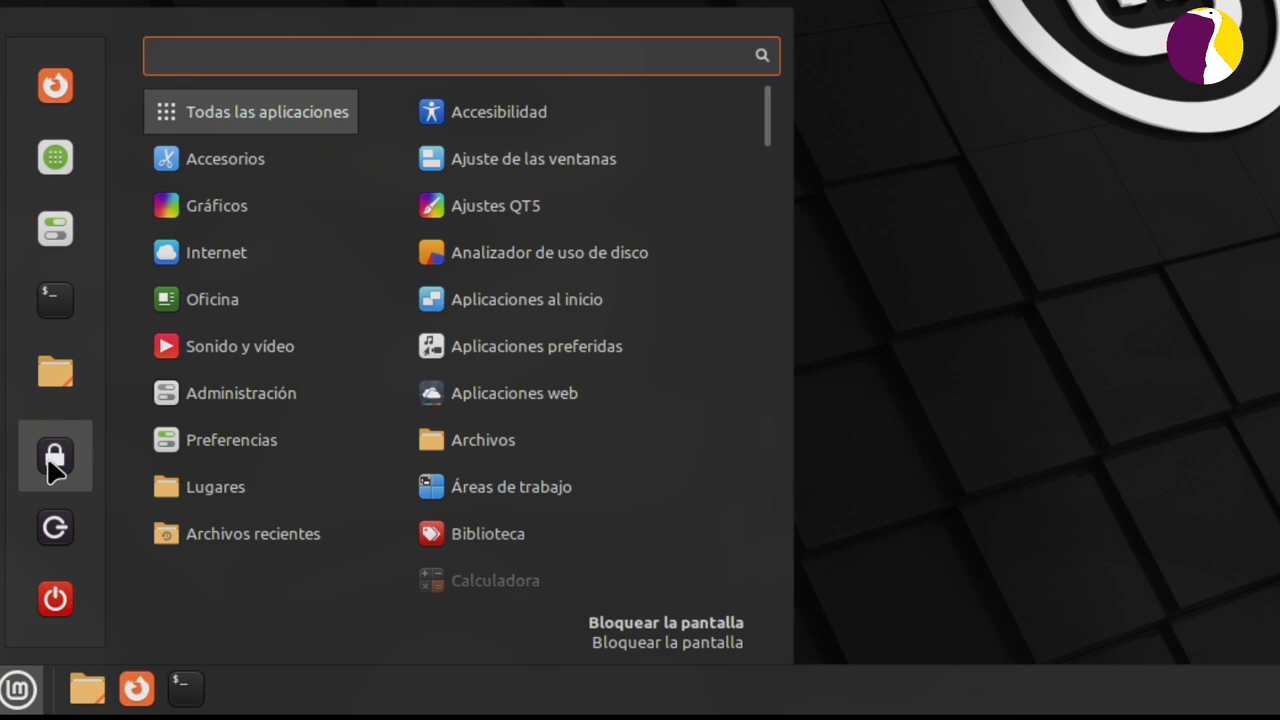 Todas las aplicaciones
Accesorios
Gráficos
Internet
Oficina
Sonido y vídeo
Administración
Preferencias
Lugares
Archivos recientes
Accesibilidad
Ajuste de las ventanas
Ajustes QT5
Analizador de uso de disco
Aplicaciones al inicio
Aplicaciones preferidas
Aplicaciones web
Archivos
Áreas de trabajo
Biblioteca
Calculadora
Bloquear la pantalla
Bloquear la pantalla